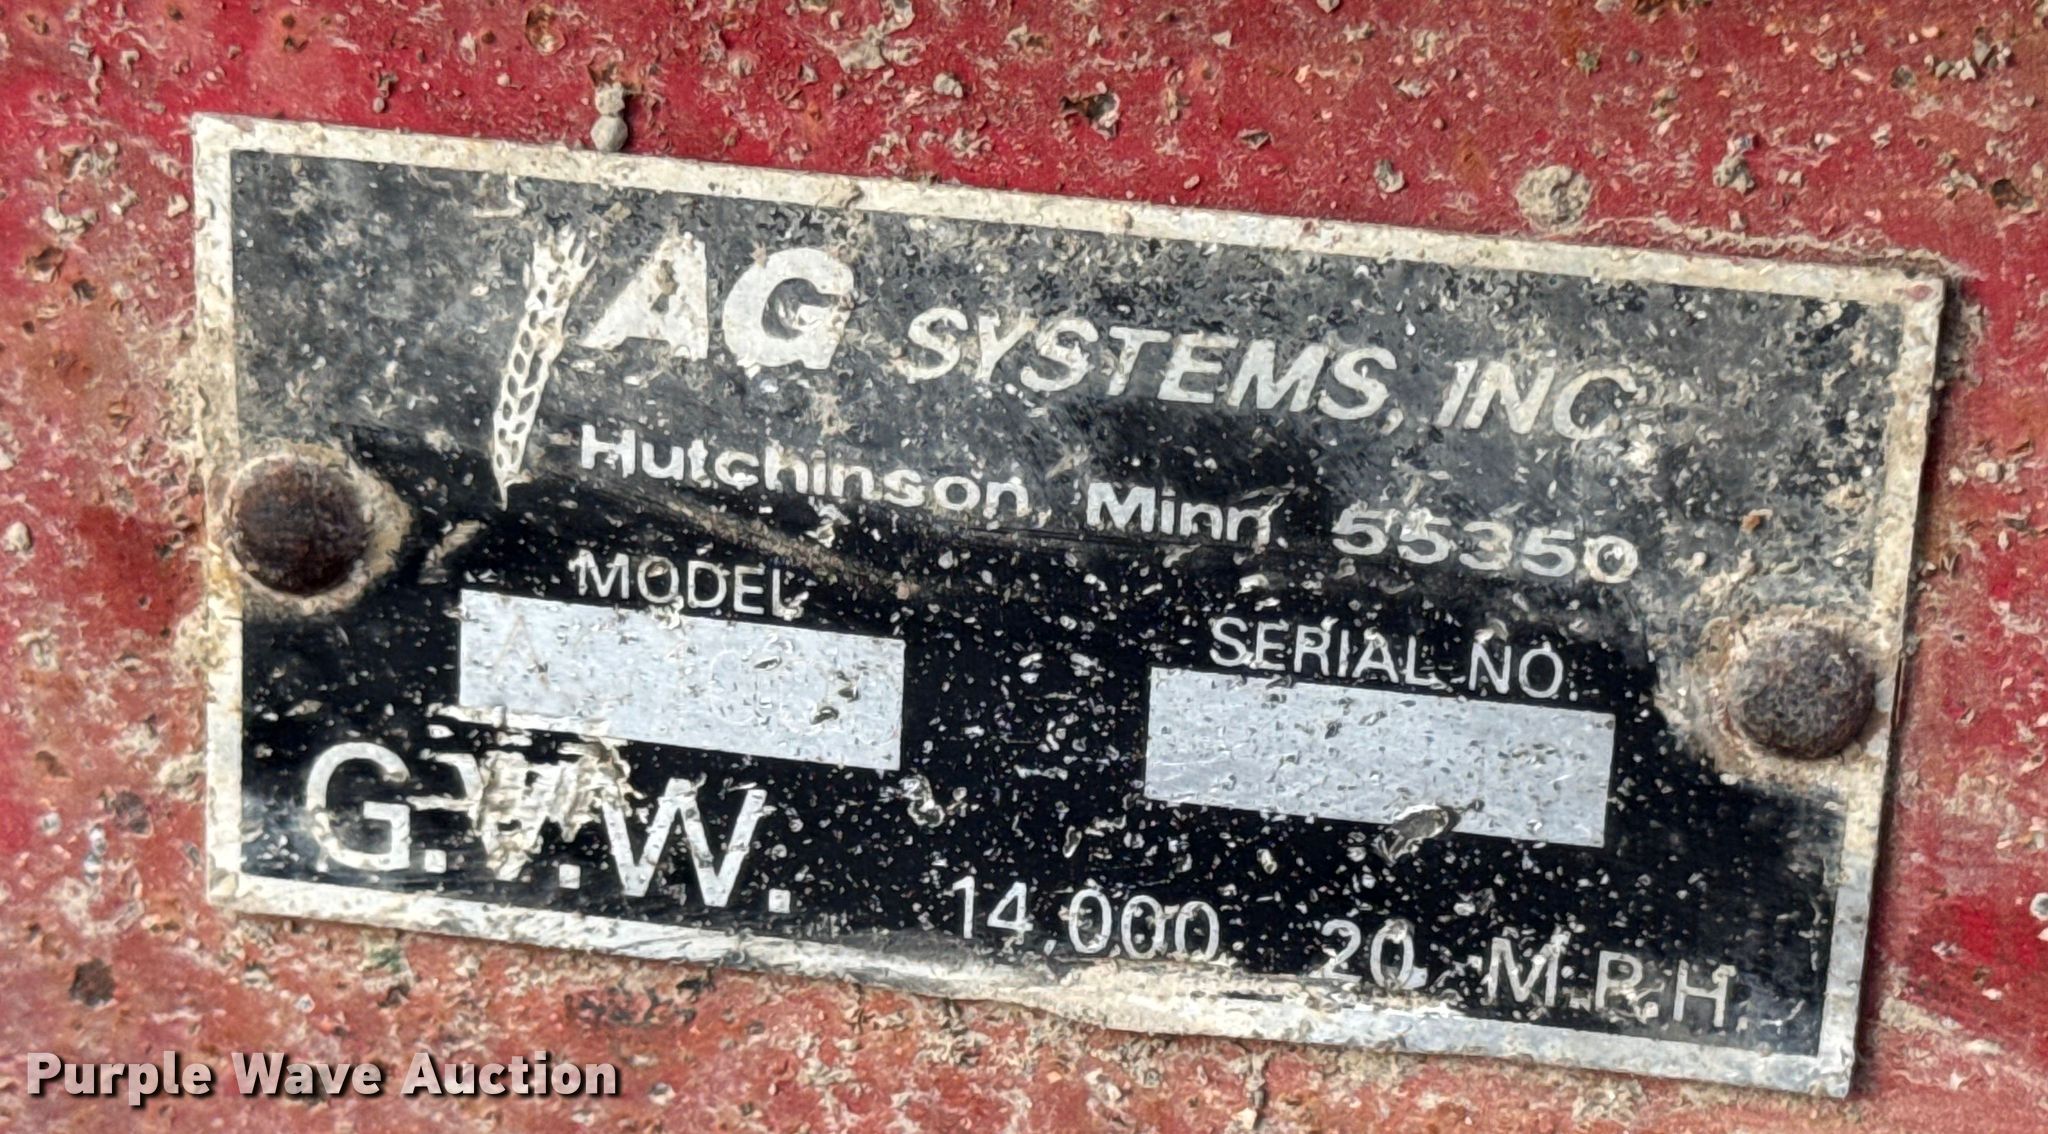 AG SYSTEMS, INC.
Hutchinson, Minn. 55350
MODEL
SERIAL NO.
G.V.W. 14,000 20 M.P.H.
Purple Wave Auction